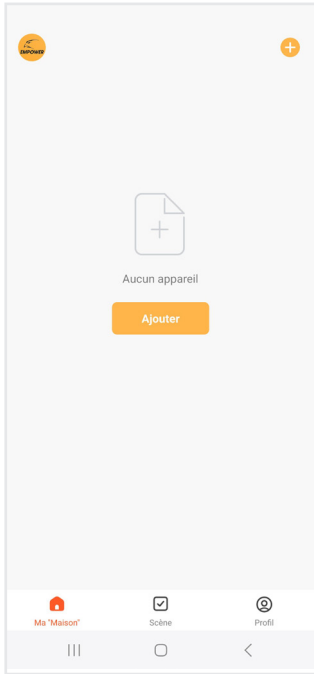 EMPOWER
Aucun appareil
Ajouter
Ma "Maison"
Scène
Profil